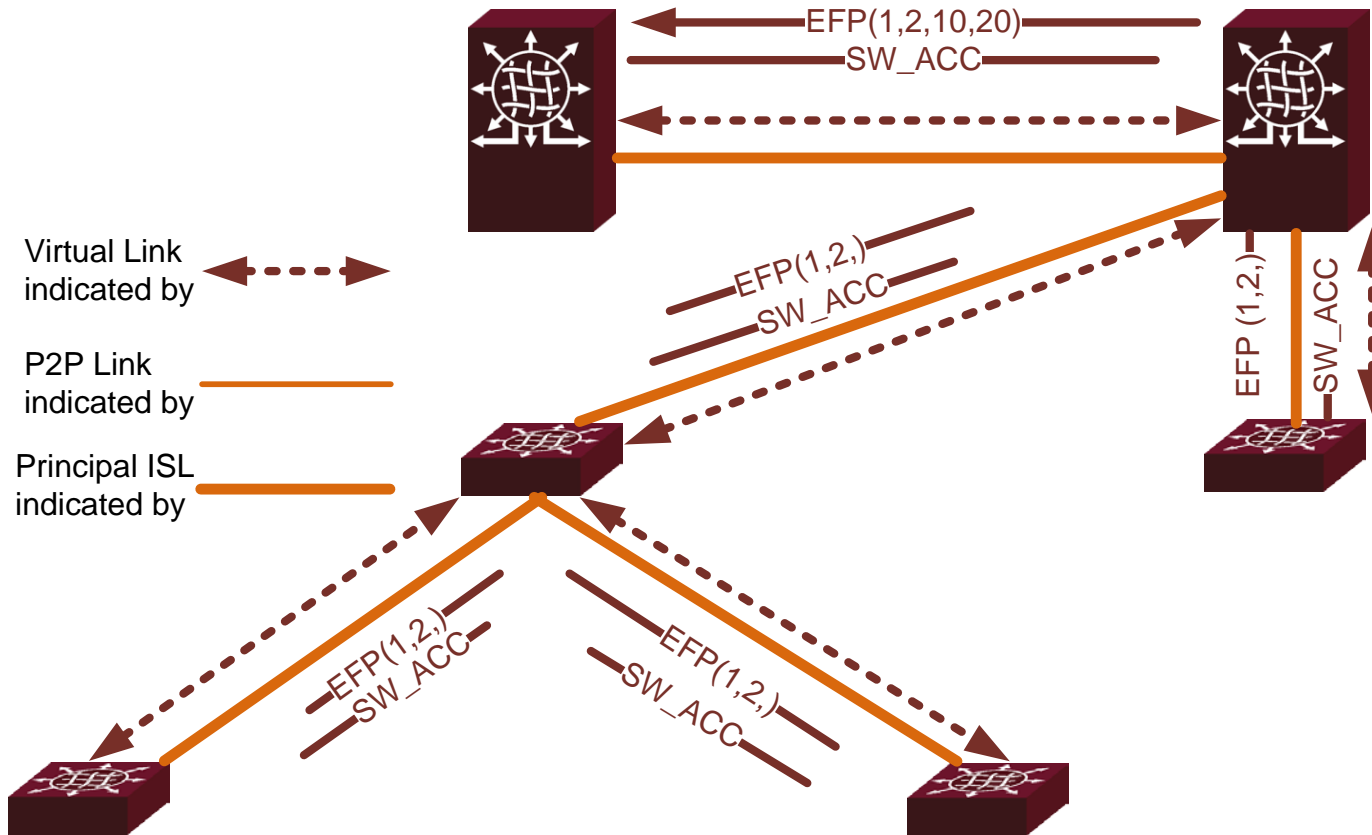 EFP(1,2,10,20)
SW_ACC
Virtual Link
indicated by
EFP(1,2,)
SW_ACC
EFP (1,2,)
SW_ACC
P2P Link
indicated by
Principal ISL
indicated by
EFP(1,2,)
SW_ACC
EFP(1,2,)
SW_ACC